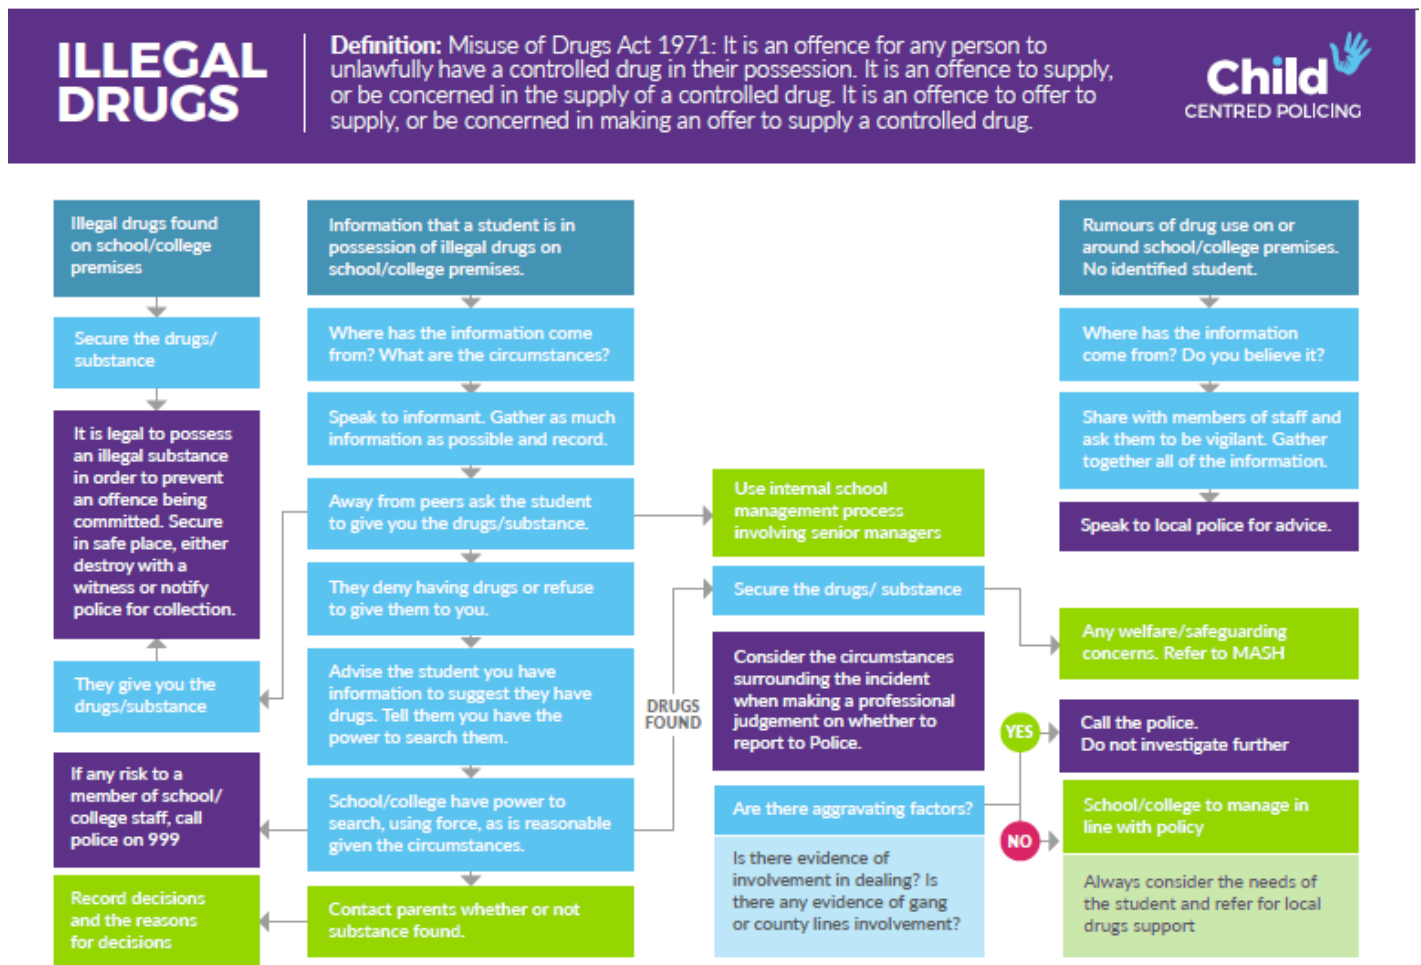 ILLEGAL
DRUGS
Definition: Misuse of Drugs Act 1971: It is an offence for any person to
unlawfully have a controlled drug in their possession. It is an offence to supply,
or be concerned in the supply of a controlled drug. It is an offence to offer to
supply, or be concerned in making an offer to supply a controlled drug.
Child
CENTRED POLICING
Illegal drugs found
on school/college
premises
Secure the drugs/
substance
It is legal to possess
an illegal substance
in order to prevent
an offence being
committed. Secure
in safe place, either
destroy with a
witness or notify
police for collection.
They give you the
drugs/substance
If any risk to a
member of school/
college staff, call
police on 999
Record decisions
and the reasons
for decisions
Information that a student is in
possession of illegal drugs on
school/college premises.
Where has the information come
from? What are the circumstances?
Speak to informant. Gather as much
information as possible and record.
Away from peers ask the student
to give you the drugs/substance.
They deny having drugs or refuse
to give them to you.
Advise the student you have
information to suggest they have
drugs. Tell them you have the
power to search them.
School/college have power to
search, using force, as is reasonable
given the circumstances.
Contact parents whether or not
substance found.
DRUGS
FOUND
Use internal school
management process
involving senior managers
Secure the drugs/ substance
Consider the circumstances
surrounding the incident
when making a professional
judgement on whether to
report to Police.
Are there aggravating factors?
Is there evidence of
involvement in dealing? Is
there any evidence of gang
or county lines involvement?
YES
NO
Rumours of drug use on or
around school/college premises.
No identified student.
Where has the information
come from? Do you believe it?
Share with members of staff and
ask them to be vigilant. Gather
together all of the information.
Speak to local police for advice.
Any welfare/safeguarding
concerns. Refer to MASH
Call the police.
Do not investigate further
School/college to manage in
line with policy
Always consider the needs of
the student and refer for local
drugs support